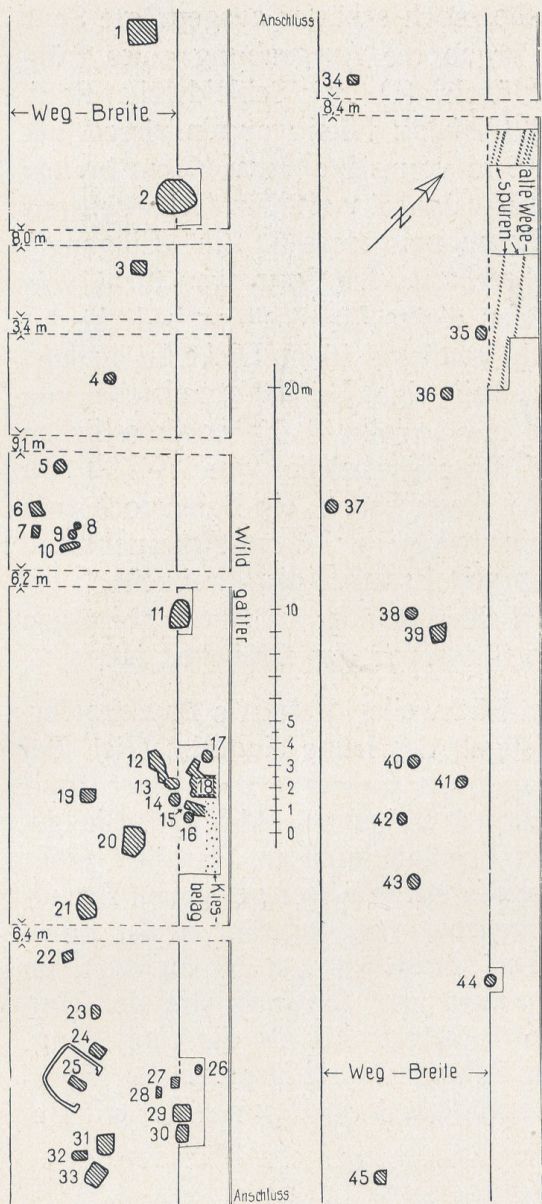 1
←Weg-Breite→
2
8,0 m
3
3,4 m
4
9,1 m
5
6
7
8
9
10
6,2 m
11
Wild
gatter
12
13
14
15
16
17
18
19
20
21
Kies-
belag
6,4 m
22
23
24
25
26
27
28
29
30
31
32
33
Anschluss
20 m
10
5
4
3
2
1
0
Anschluss
34
8,4 m
N
alte Wege-
spuren
35
36
37
38
39
40
41
42
43
44
← Weg-Breite →
45